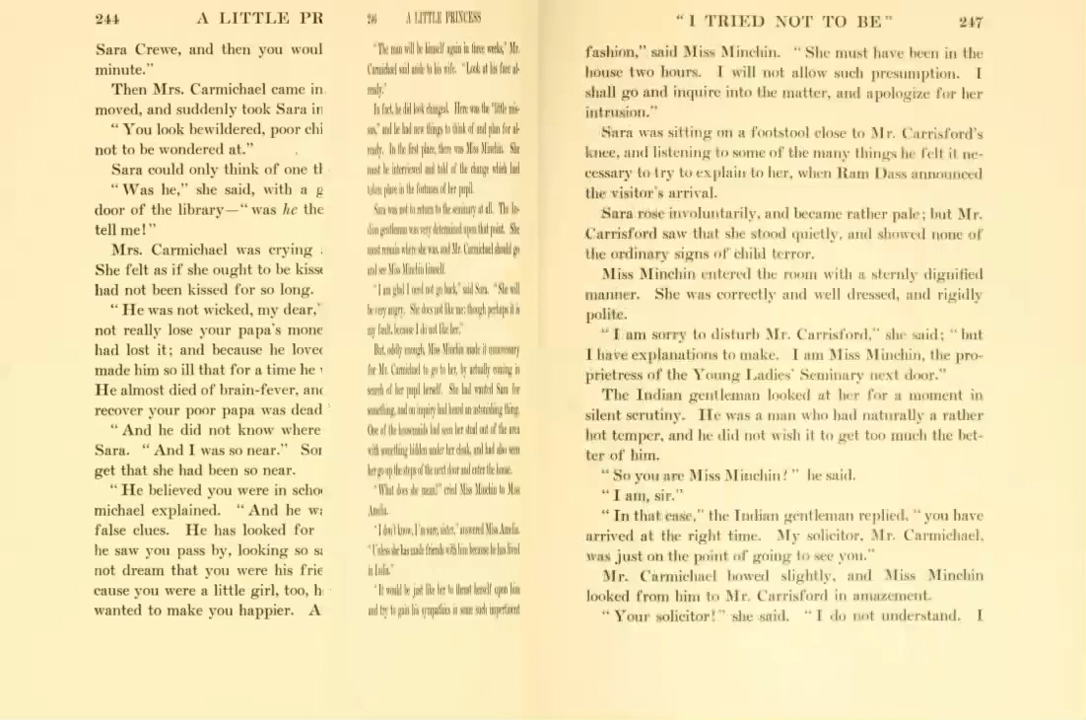 244 A LITTLE PR
Sara Crewe, and then you woul
minute."
Then Mrs. Carmichael came in
moved, and suddenly took Sara in
"You look bewildered, poor chi
not to be wondered at."
Sara could only think of one th
"Was he," she said, with a g
door of the library—"was he the
tell me!"
Mrs. Carmichael was crying
She felt as if she ought to be kisse
had not been kissed for so long.
"He was not wicked, my dear,"
not really lose your papa's mone
had lost it; and because he loved
made him so ill that for a time he
He almost died of brain-fever, and
recover your poor papa was dead
"And he did not know where
Sara. "And I was so near." Som
get that she had been so near.
"He believed you were in schoo
michael explained. "And he wa
false clues. He has looked for
he saw you pass by, looking so sa
not dream that you were his frie
cause you were a little girl, too, h
wanted to make you happier. A
A LITTLE PRINCESS
"The man will be himself again in three weeks," Mr.
Carmichael said aside to his wife. "Look at his face al-
ready."
In fact, he did look changed. Here was the "little mis-
sus," and he had new things to think of and plan for al-
ready. In the first place, there was Miss Minchin. She
must be interviewed and told of the change which had
taken place in the fortunes of her pupil.
Sara was not to return to the seminary at all. The In-
dian gentleman was very determined upon that point. She
must remain where she was, and Mr. Carmichael should go
and see Miss Minchin himself.
"I am glad I need not go back," said Sara. "She will
be very angry. She does not like me; though perhaps it is
my fault, because I do not like her."
But, oddly enough, Miss Minchin made it unnecessary
for Mr. Carmichael to go to her, by actually coming in
search of her pupil herself. She had wanted Sara for
something, and on inquiry had heard an astonishing thing.
One of the housemaids had seen her steal out of the area
with something hidden under her cloak, and had also seen
her go up the steps of the next door and enter the house.
"What does she mean!" cried Miss Minchin to Miss
Amelia.
"I don't know, I'm sure, sister," answered Miss Amelia.
"Unless she has made friends with him because he has lived
in India."
"It would be just like her to thrust herself upon him
and try to gain his sympathies in some such impertinent
"I TRIED NOT TO BE" 247
fashion," said Miss Minchin. "She must have been in the
house two hours. I will not allow such presumption. I
shall go and inquire into the matter, and apologize for her
intrusion."
Sara was sitting on a footstool close to Mr. Carrisford's
knee, and listening to some of the many things he felt it ne-
cessary to try to explain to her, when Ram Dass announced
the visitor's arrival.
Sara rose involuntarily, and became rather pale; but Mr.
Carrisford saw that she stood quietly, and showed none of
the ordinary signs of child terror.
Miss Minchin entered the room with a sternly dignified
manner. She was correctly and well dressed, and rigidly
polite.
"I am sorry to disturb Mr. Carrisford," she said; "but
I have explanations to make. I am Miss Minchin, the pro-
prietress of the Young Ladies' Seminary next door."
The Indian gentleman looked at her for a moment in
silent scrutiny. He was a man who had naturally a rather
hot temper, and he did not wish it to get too much the bet-
ter of him.
"So you are Miss Minchin?" he said.
"I am, sir."
"In that case," the Indian gentleman replied, "you have
arrived at the right time. My solicitor, Mr. Carmichael,
was just on the point of going to see you."
Mr. Carmichael bowed slightly, and Miss Minchin
looked from him to Mr. Carrisford in amazement.
"Your solicitor!" she said. "I do not understand. I